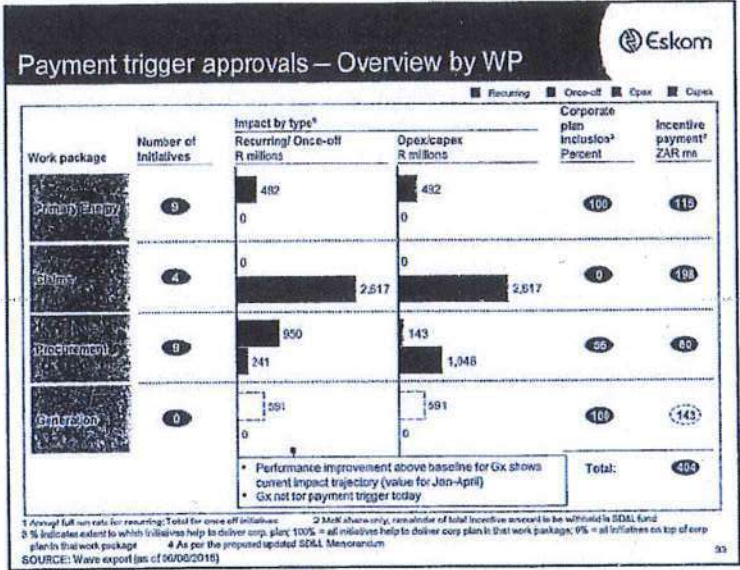 Eskom
Payment trigger approvals – Overview by WP
Recurring Once-off Opex Capex
Work package
Number of initiatives
Impact by type⁴
Recurring/ Once-off
R millions
Opex/capex
R millions
Corporate plan inclusion³
Percent
Incentive payment²
ZAR mn
Primary Energy
9
482
0
492
0
100
115
Claims
4
0
2,617
0
2,617
0
198
Procurement
9
950
241
143
1,048
55
80
Generation
0
591
0
591
0
100
143
• Performance improvement above baseline for Gx shows
current impact trajectory (value for Jan-April)
• Gx not for payment trigger today
Total:
404
1 Annual full run rate for recurring; Total for once off initiatives 2 McK share only, remainder of total incentive amount to be withheld in SD&L fund
3 % indicates extent to which initiatives help to deliver corp. plan; 100% = all initiatives help to deliver corp plan in that work package; 0% = all initiatives on top of corp
plan in that work package 4 As per the proposed updated SD&L Memorandum
SOURCE: Wave export (as of 06/06/2016)